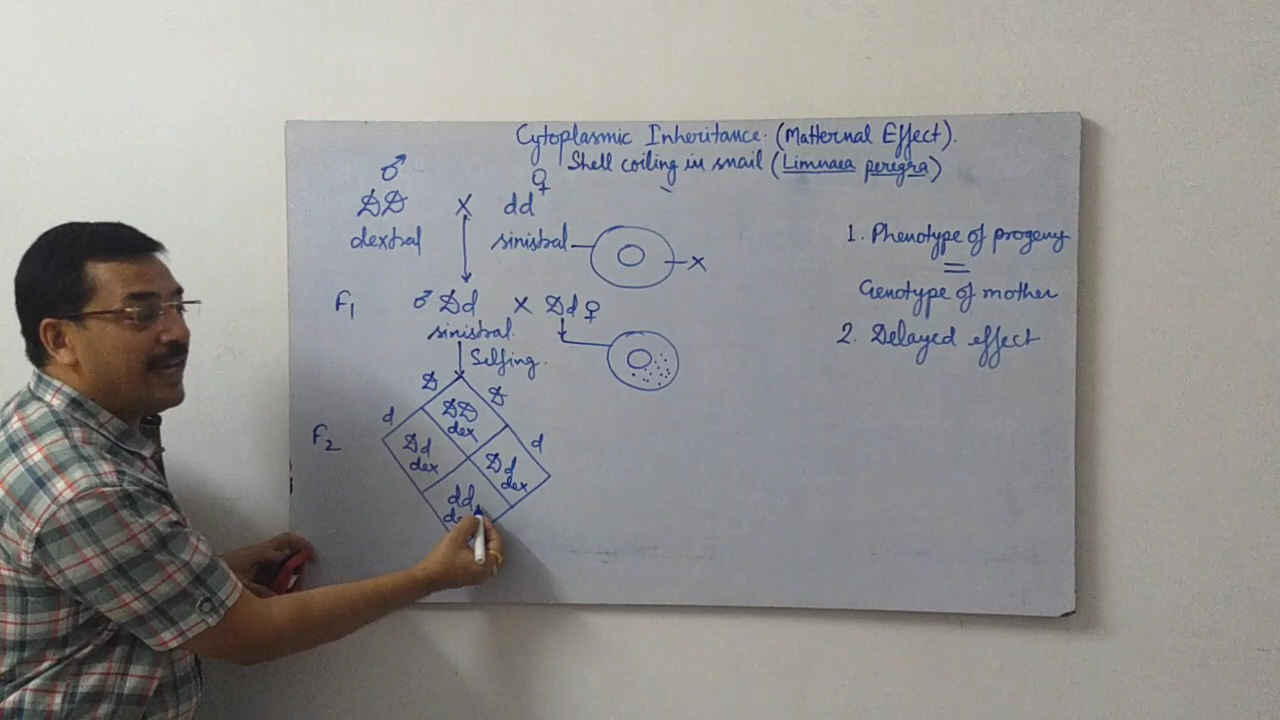 Cytoplasmic Inheritance. (Matternal Effect).
Shell coiling in snail (Limnaea peregra)
♂ ♀
DD X dd
dextral sinistral X
F1 ♂ Dd X Dd ♀
sinistral.
Selfing.
D D
d d
F2
DD
dex
Dd
dex
Dd
dex
dd
1. Phenotype of progeny
=
Genotype of mother
2. Delayed effect